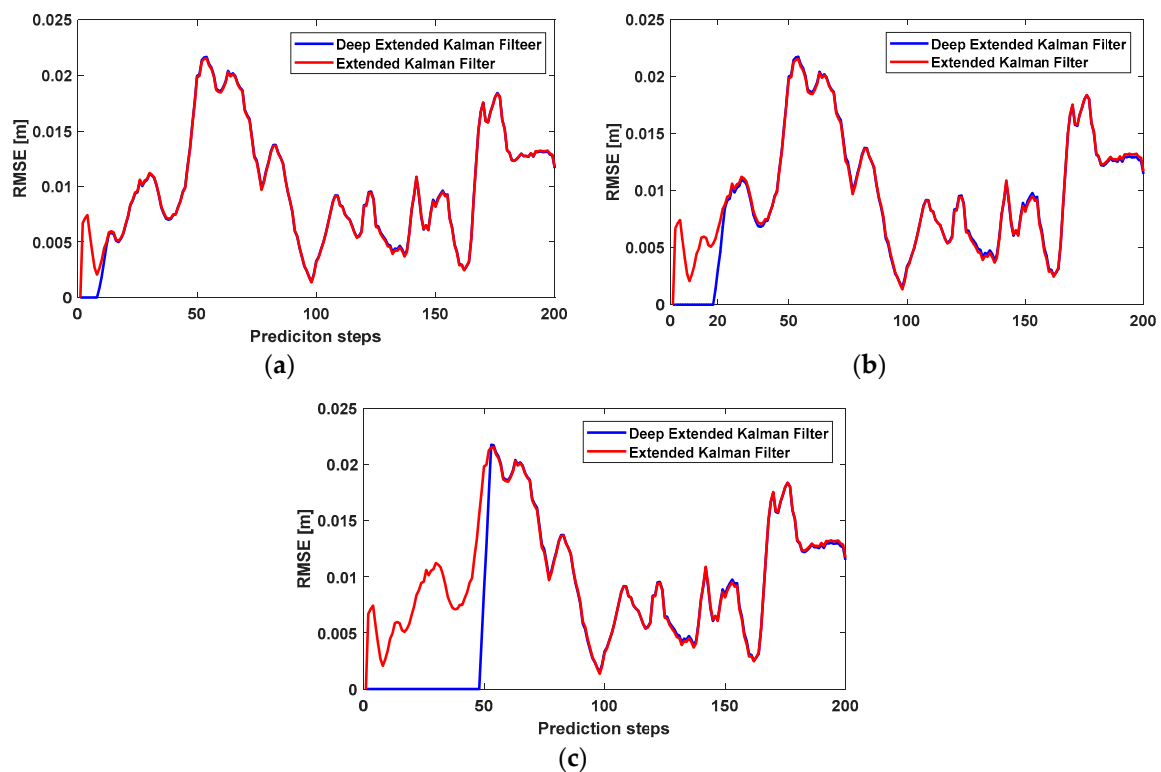 0.025
0.02
0.015
0.01
0.005
0
RMSE [m]
Deep Extended Kalman Filteer
Extended Kalman Filter
0 50 100 150 200
Prediciton steps
(a)
0.025
0.02
0.015
0.01
0.005
0
RMSE [m]
Deep Extended Kalman Filter
Extended Kalman Filter
0 20 50 100 150 200
(b)
0.025
0.02
0.015
0.01
0.005
0
RMSE [m]
Deep Extended Kalman Filter
Extended Kalman Filter
0 50 100 150 200
Prediction steps
(c)